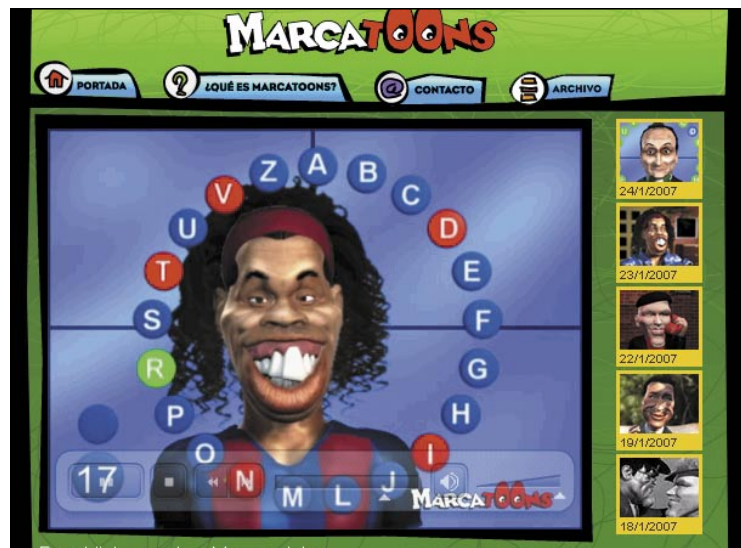 MARCATOONS
PORTADA
¿QUÉ ES MARCATOONS?
CONTACTO
ARCHIVO
A
B
C
D
E
F
G
H
I
J
L
M
N
O
P
R
S
T
U
V
Z
17
MARCATOONS
24/1/2007
23/1/2007
22/1/2007
19/1/2007
18/1/2007